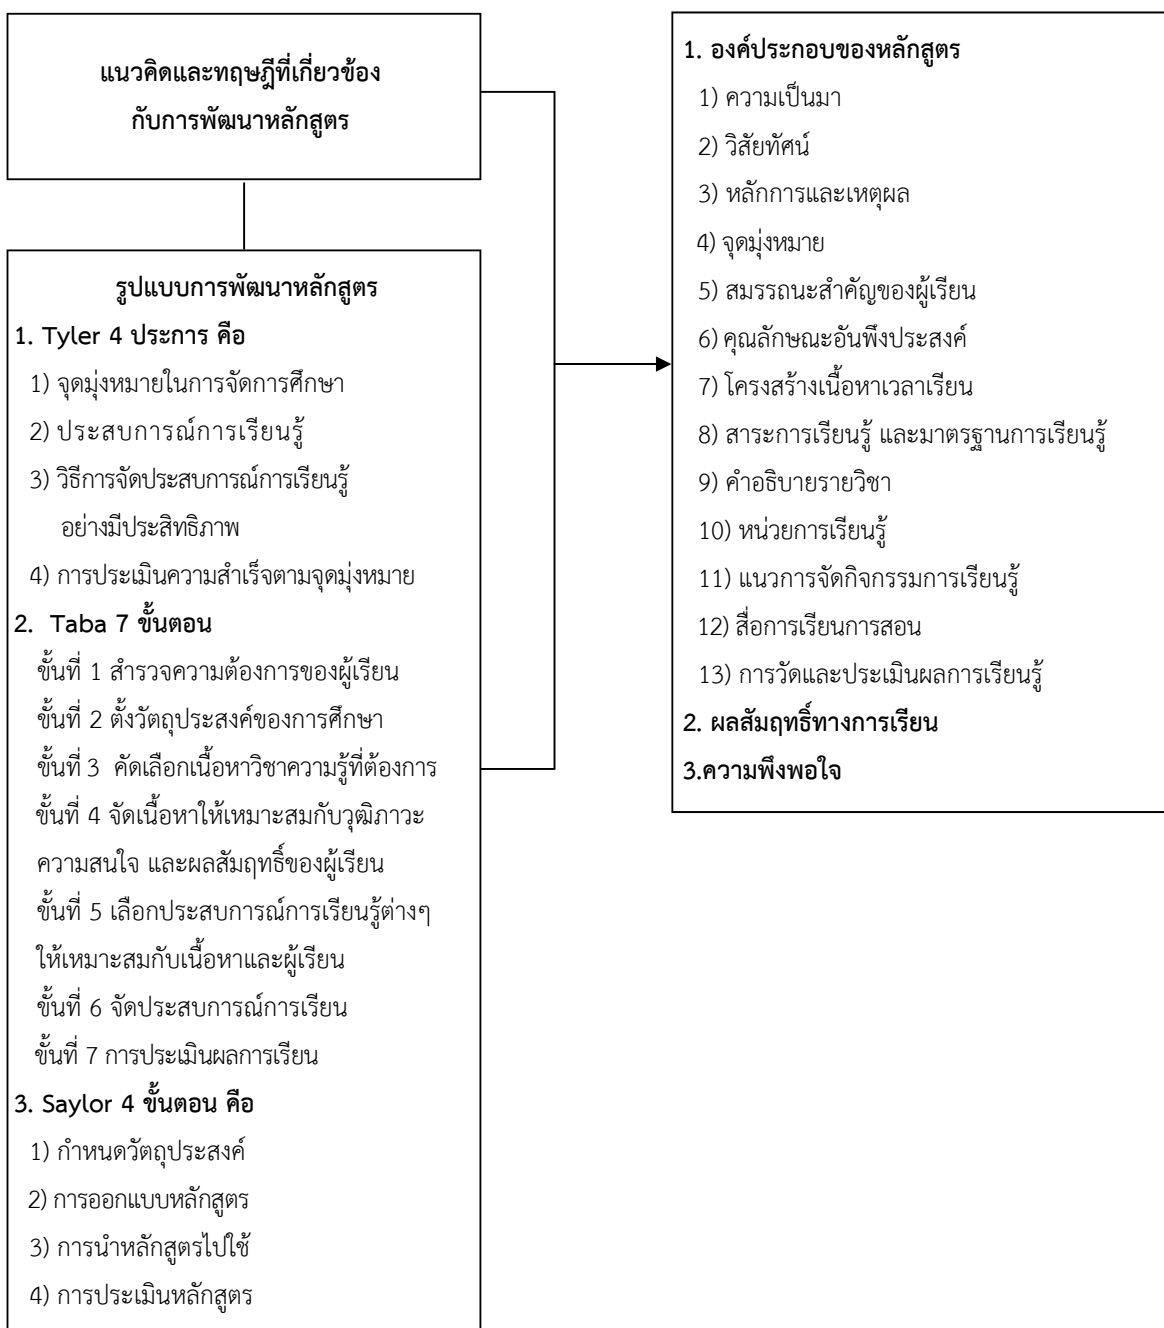 แนวคิดและทฤษฎีที่เกี่ยวข้อง
กับการพัฒนาหลักสูตร
รูปแบบการพัฒนาหลักสูตร
1. Tyler 4 ประการ คือ
1) จุดมุ่งหมายในการจัดการศึกษา
2) ประสบการณ์การเรียนรู้
3) วิธีการจัดประสบการณ์การเรียนรู้
อย่างมีประสิทธิภาพ
4) การประเมินความสำเร็จตามจุดมุ่งหมาย
2. Taba 7 ขั้นตอน
ขั้นที่ 1 สำรวจความต้องการของผู้เรียน
ขั้นที่ 2 ตั้งวัตถุประสงค์ของการศึกษา
ขั้นที่ 3 คัดเลือกเนื้อหาวิชาความรู้ที่ต้องการ
ขั้นที่ 4 จัดเนื้อหาให้เหมาะสมกับวุฒิภาวะ
ความสนใจ และผลสัมฤทธิ์ของผู้เรียน
ขั้นที่ 5 เลือกประสบการณ์การเรียนรู้ต่างๆ
ให้เหมาะสมกับเนื้อหาและผู้เรียน
ขั้นที่ 6 จัดประสบการณ์การเรียน
ขั้นที่ 7 การประเมินผลการเรียน
3. Saylor 4 ขั้นตอน คือ
1) กำหนดวัตถุประสงค์
2) การออกแบบหลักสูตร
3) การนำหลักสูตรไปใช้
4) การประเมินหลักสูตร
1. องค์ประกอบของหลักสูตร
1) ความเป็นมา
2) วิสัยทัศน์
3) หลักการและเหตุผล
4) จุดมุ่งหมาย
5) สมรรถนะสำคัญของผู้เรียน
6) คุณลักษณะอันพึงประสงค์
7) โครงสร้างเนื้อหาเวลาเรียน
8) สาระการเรียนรู้ และมาตรฐานการเรียนรู้
9) คำอธิบายรายวิชา
10) หน่วยการเรียนรู้
11) แนวการจัดกิจกรรมการเรียนรู้
12) สื่อการเรียนการสอน
13) การวัดและประเมินผลการเรียนรู้
2. ผลสัมฤทธิ์ทางการเรียน
3.ความพึงพอใจ